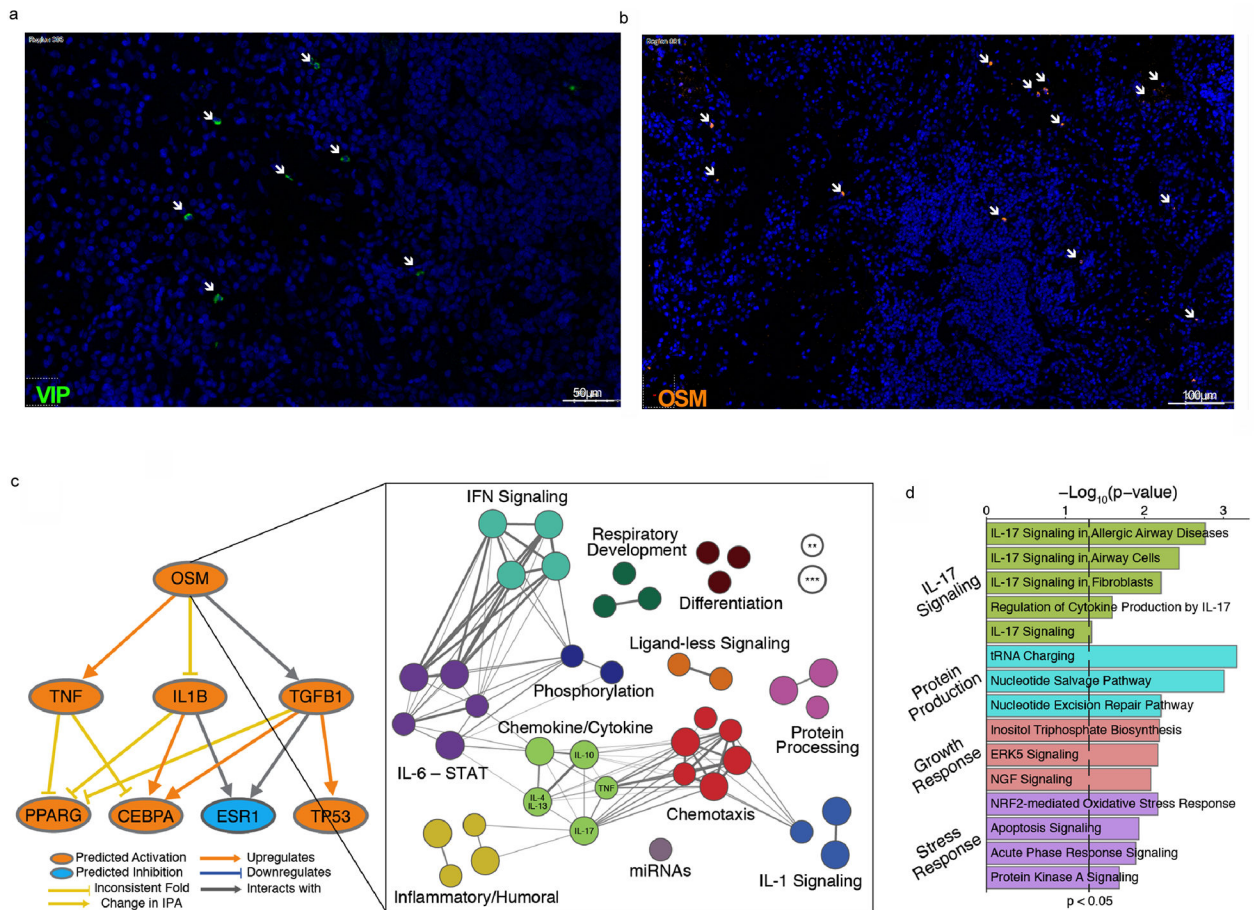 a
b
Region 001
VIP
50µm
OSM
100µm
c
d
OSM
TNF
IL1B
TGFB1
PPARG
CEBPA
ESR1
TP53
Predicted Activation
Predicted Inhibition
Inconsistent Fold
Change in IPA
Upregulates
Downregulates
Interacts with
IFN Signaling
Respiratory
Development
Differentiation
**
***
Ligand-less Signaling
Phosphorylation
Protein
Processing
Chemokine/Cytokine
IL-6 – STAT
IL-10
IL-4
IL-13
TNF
IL-17
Chemotaxis
Inflammatory/Humoral
miRNAs
IL-1 Signaling
−Log10(p−value)
0 1 2 3
IL-17
Signaling
IL-17 Signaling in Allergic Airway Diseases
IL-17 Signaling in Airway Cells
IL-17 Signaling in Fibroblasts
Regulation of Cytokine Production by IL-17
IL-17 Signaling
Protein
Production
tRNA Charging
Nucleotide Salvage Pathway
Nucleotide Excision Repair Pathway
Growth
Response
Inositol Triphosphate Biosynthesis
ERK5 Signaling
NGF Signaling
Stress
Response
NRF2-mediated Oxidative Stress Response
Apoptosis Signaling
Acute Phase Response Signaling
Protein Kinase A Signaling
p < 0.05